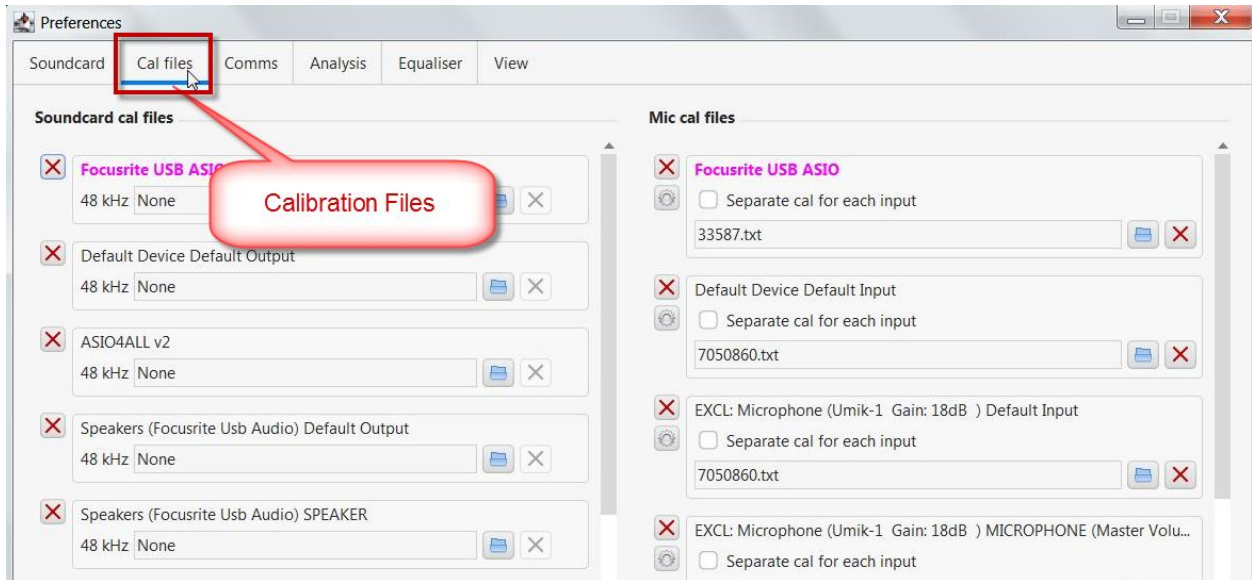 Preferences
Soundcard Cal files Comms Analysis Equaliser View
Soundcard cal files
Focusrite USB ASIO
48 kHz None
Calibration Files
Default Device Default Output
48 kHz None
ASIO4ALL v2
48 kHz None
Speakers (Focusrite Usb Audio) Default Output
48 kHz None
Speakers (Focusrite Usb Audio) SPEAKER
48 kHz None
Mic cal files
Focusrite USB ASIO
Separate cal for each input
33587.txt
Default Device Default Input
Separate cal for each input
7050860.txt
EXCL: Microphone (Umik-1 Gain: 18dB ) Default Input
Separate cal for each input
7050860.txt
EXCL: Microphone (Umik-1 Gain: 18dB ) MICROPHONE (Master Volu...
Separate cal for each input